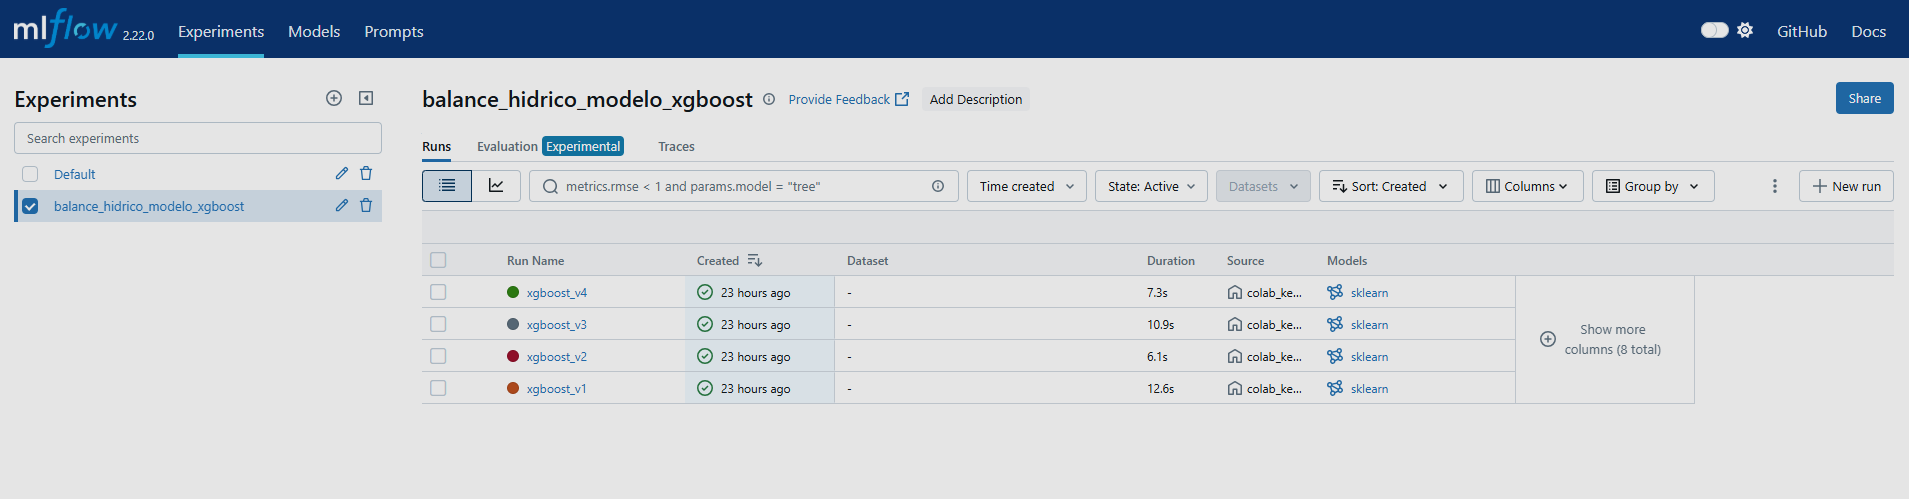 mlflow 2.22.0 Experiments Models Prompts GitHub Docs
Experiments
Search experiments
Default
balance_hidrico_modelo_xgboost
balance_hidrico_modelo_xgboost Provide Feedback Add Description Share
Runs Evaluation Experimental Traces
metrics.rmse < 1 and params.model = "tree" Time created State: Active Datasets Sort: Created Columns Group by New run
Run Name Created Dataset Duration Source Models
xgboost_v4 23 hours ago - 7.3s colab_ke... sklearn
xgboost_v3 23 hours ago - 10.9s colab_ke... sklearn
xgboost_v2 23 hours ago - 6.1s colab_ke... sklearn
xgboost_v1 23 hours ago - 12.6s colab_ke... sklearn
Show more
columns (8 total)